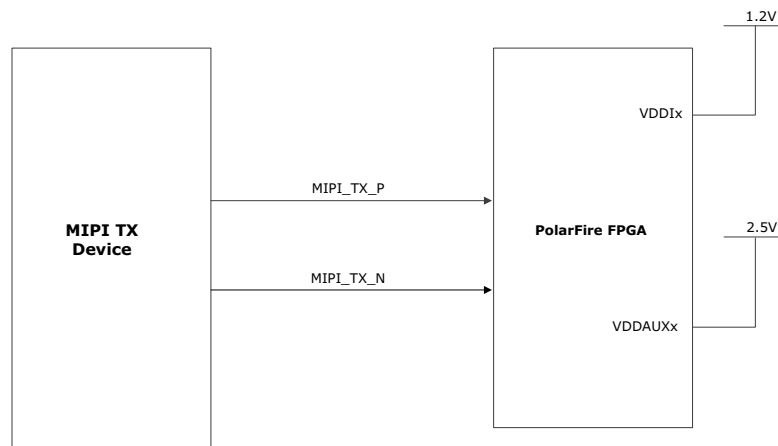 1.2V
VDDIx
MIPI_TX_P
MIPI TX
Device
2.5V
PolarFire FPGA
MIPI_TX_N
VDDAUXx